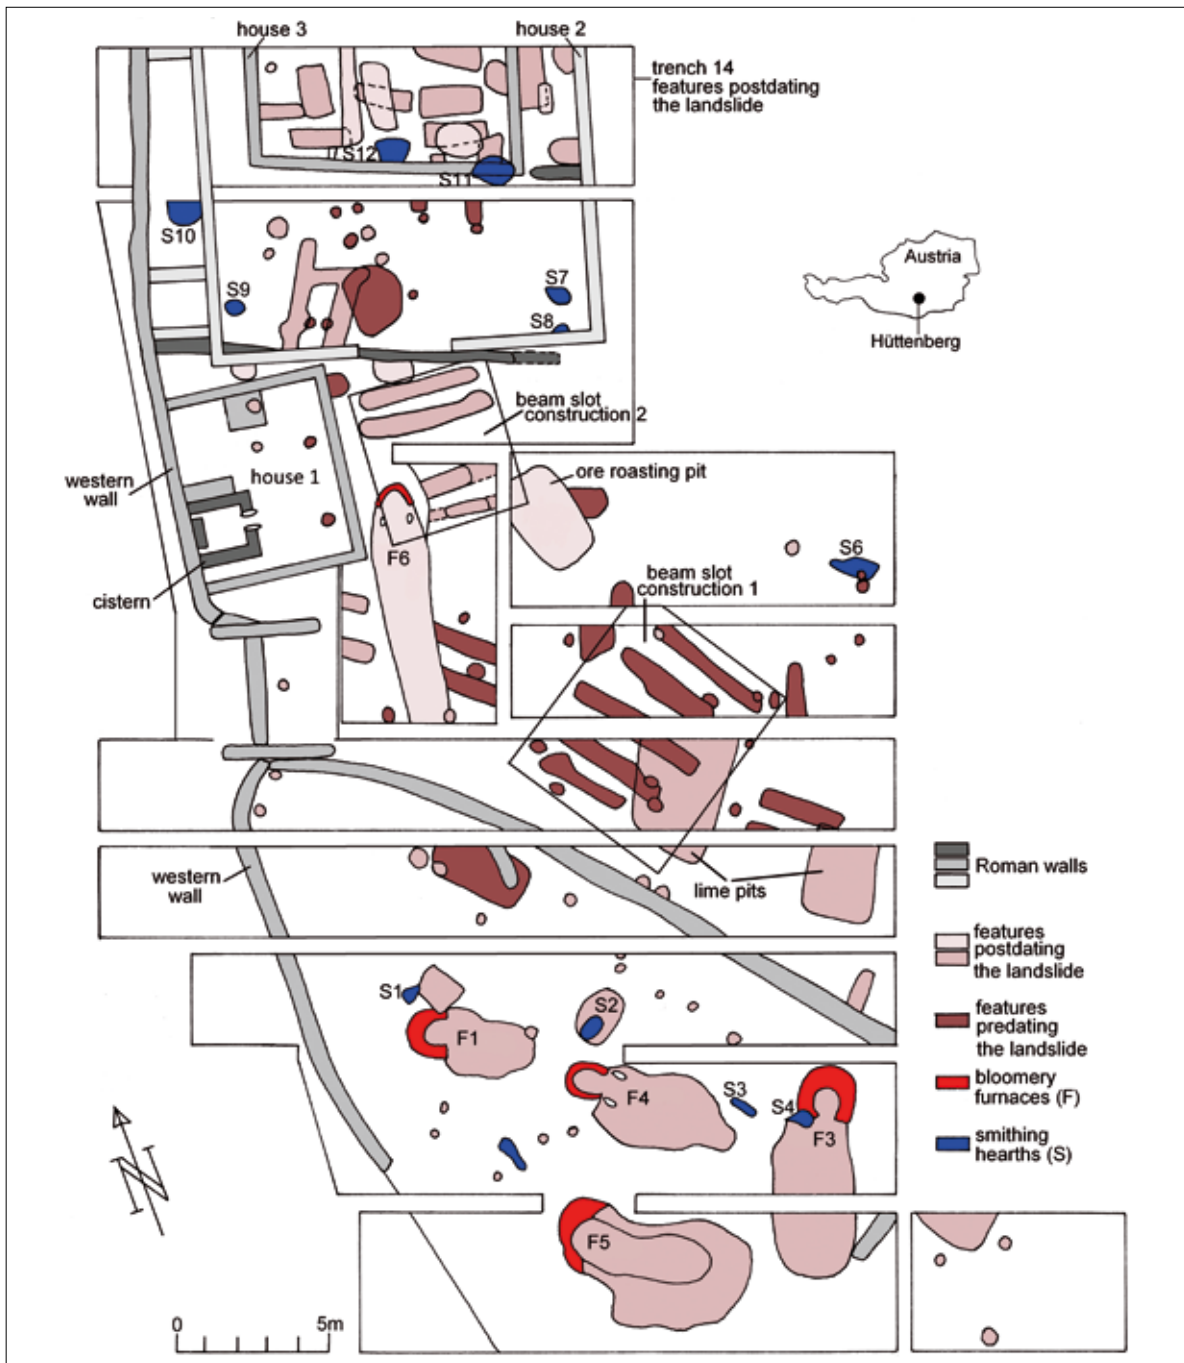 house 3
house 2
trench 14
features postdating
the landslide
S12
S11
S10
S9
S7
S8
Austria
Hüttenberg
beam slot
construction 2
western
wall
house 1
ore roasting pit
F6
S6
cistern
beam slot
construction 1
western
wall
lime pits
Roman walls
features
postdating
the landslide
S1
S2
F1
features
predating
the landslide
F4
S3
S4
F3
bloomery
furnaces (F)
smithing
hearths (S)
N
F5
0 5m